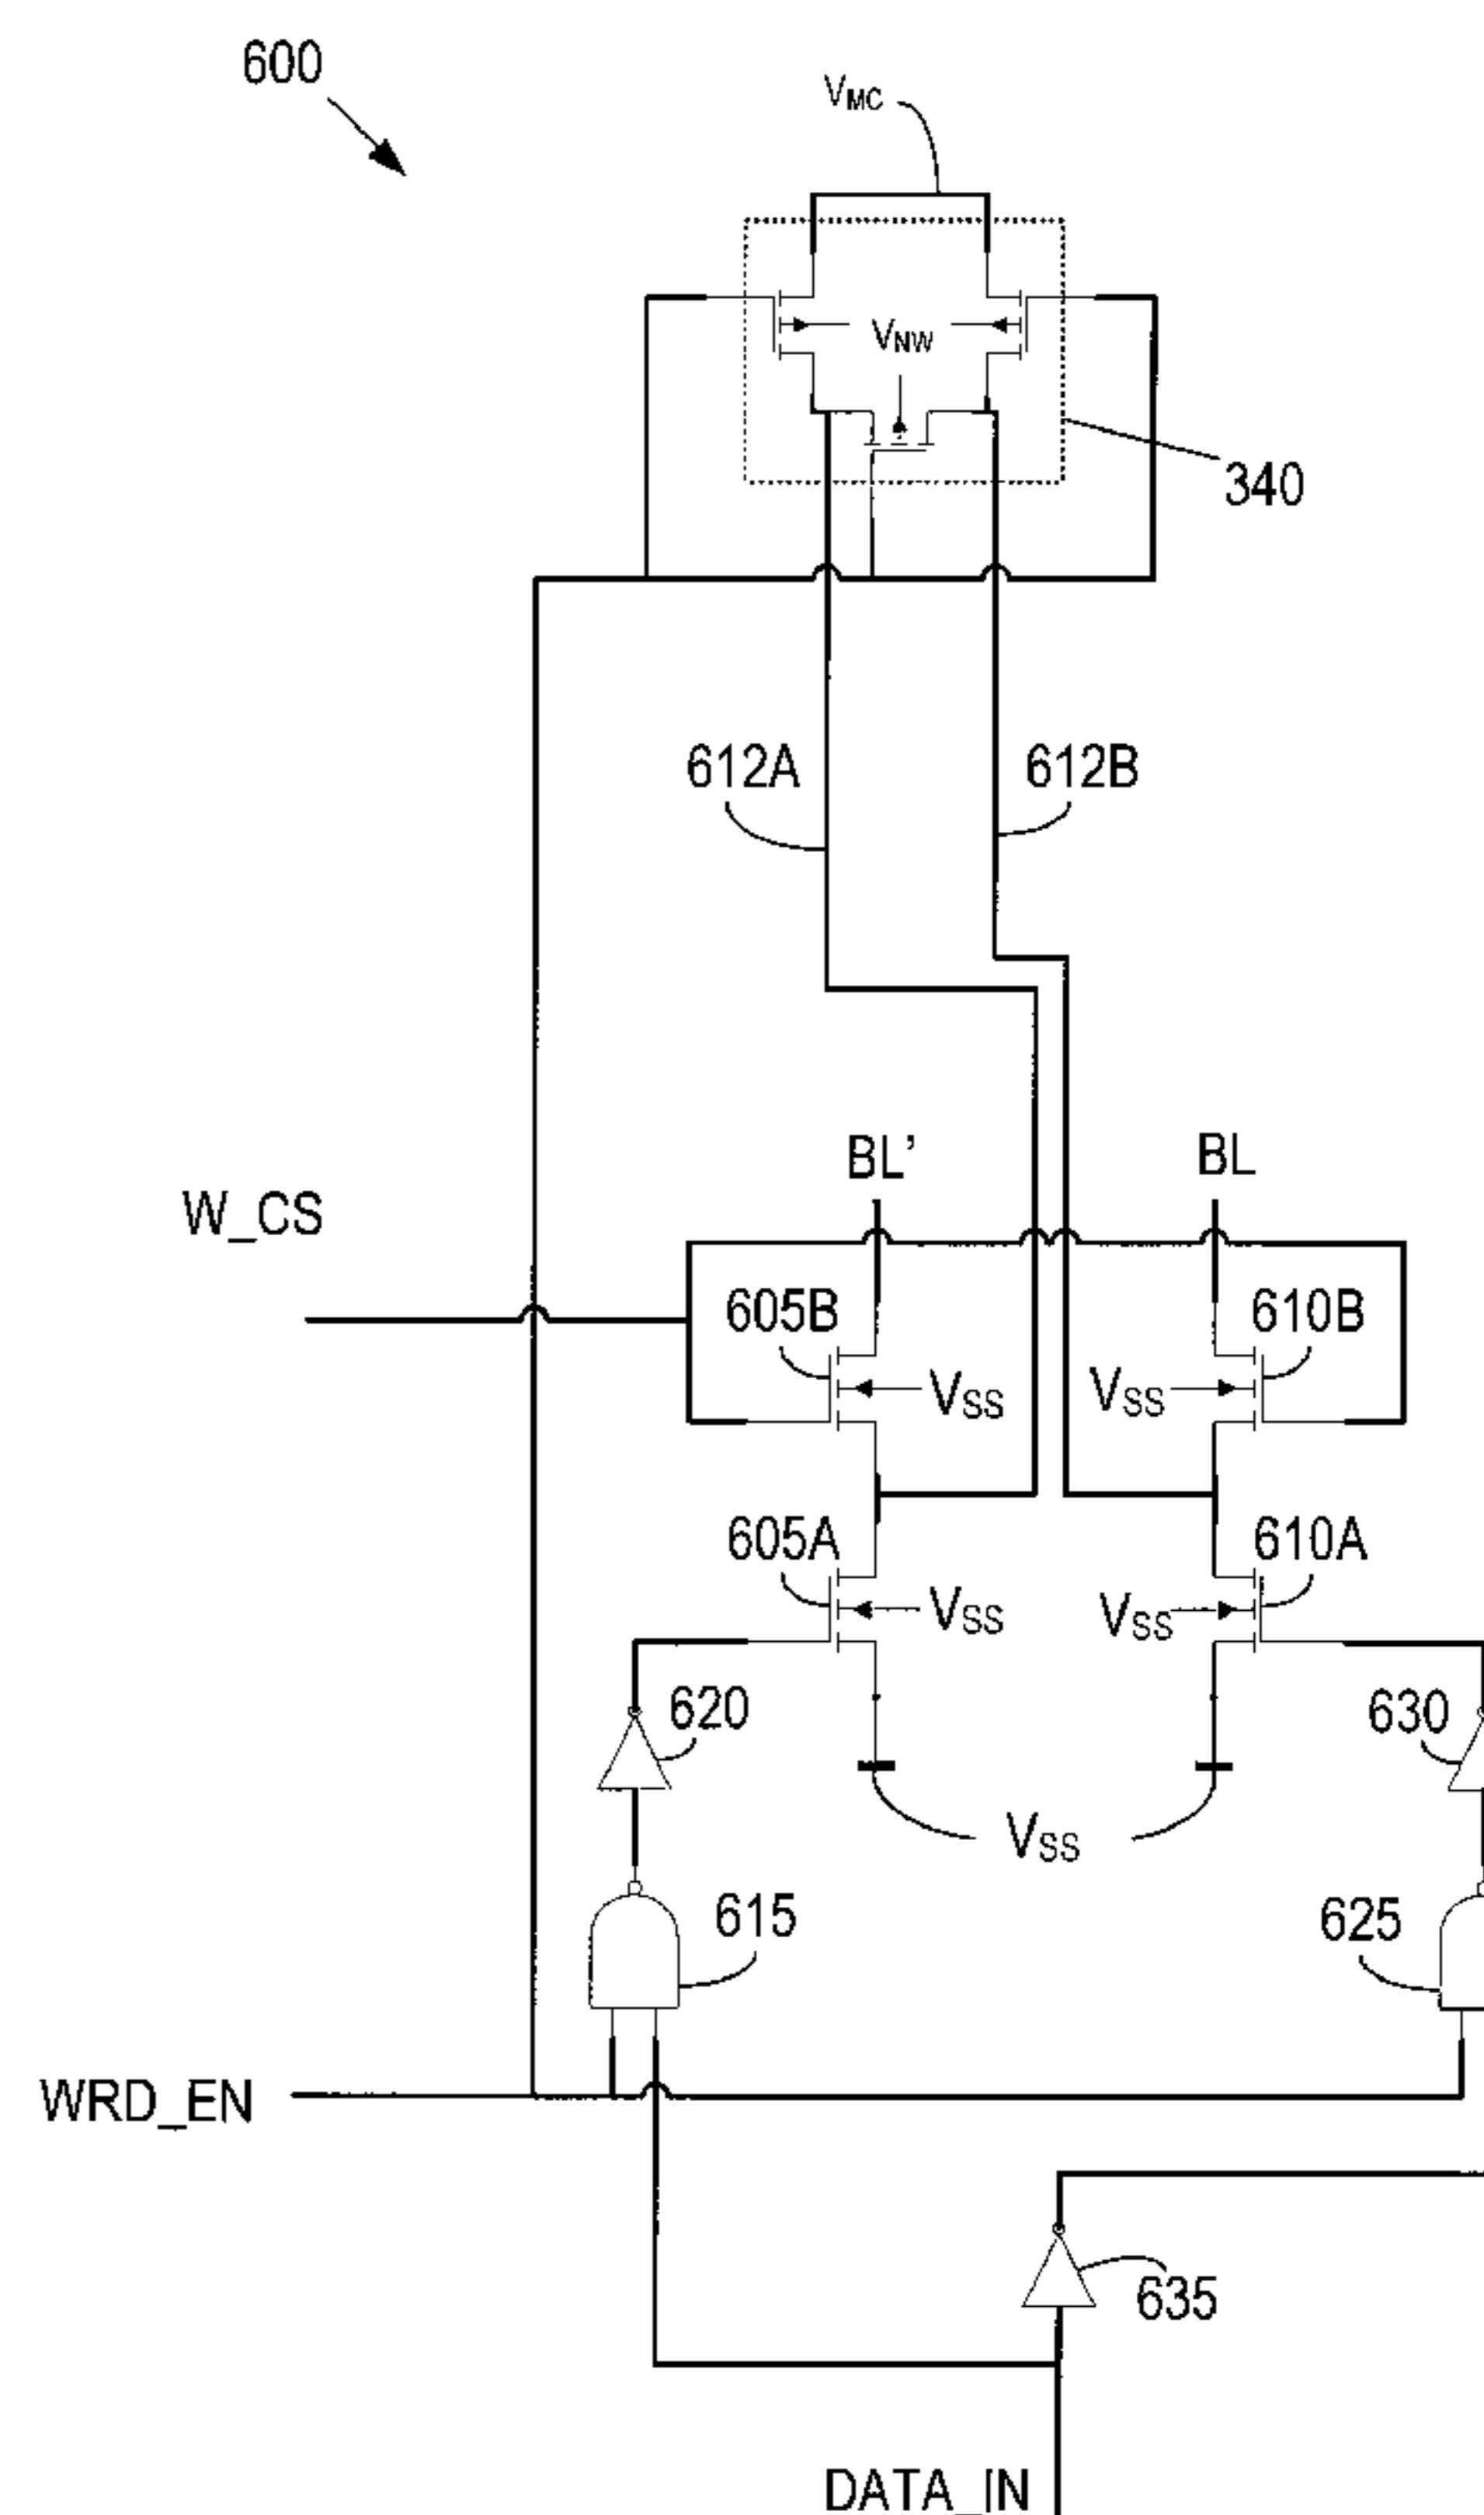 600
VMC
VNW
340
612A
612B
BL'
BL
W_CS
605B
610B
VSS
VSS
605A
610A
VSS
VSS
620
630
VSS
615
625
WRD_EN
635
DATA_IN